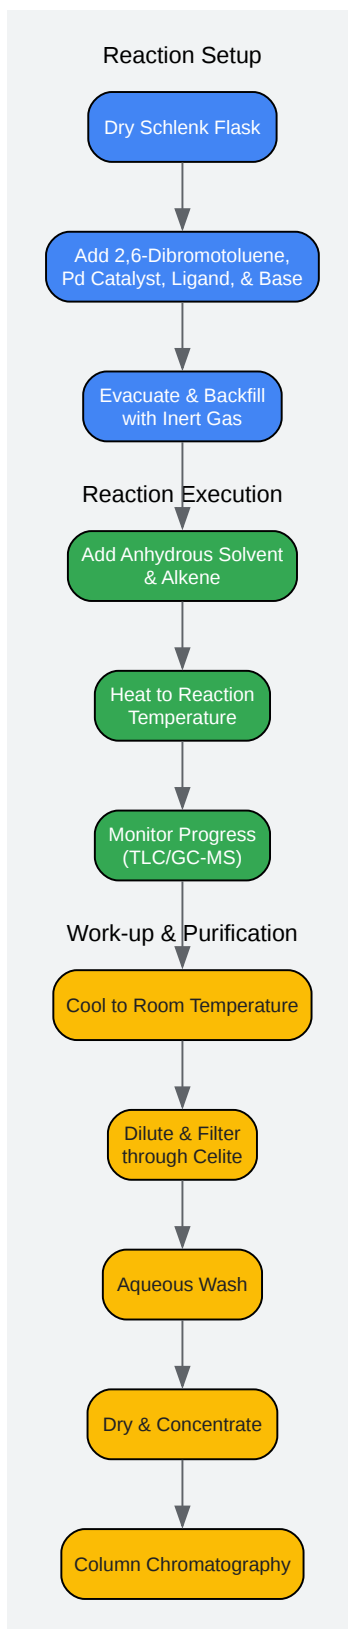 Reaction Setup
Dry Schlenk Flask
Add 2,6-Dibromotoluene,
Pd Catalyst, Ligand, & Base
Evacuate & Backfill
with Inert Gas
Reaction Execution
Add Anhydrous Solvent
& Alkene
Heat to Reaction
Temperature
Monitor Progress
(TLC/GC-MS)
Work-up & Purification
Cool to Room Temperature
Dilute & Filter
through Celite
Aqueous Wash
Dry & Concentrate
Column Chromatography